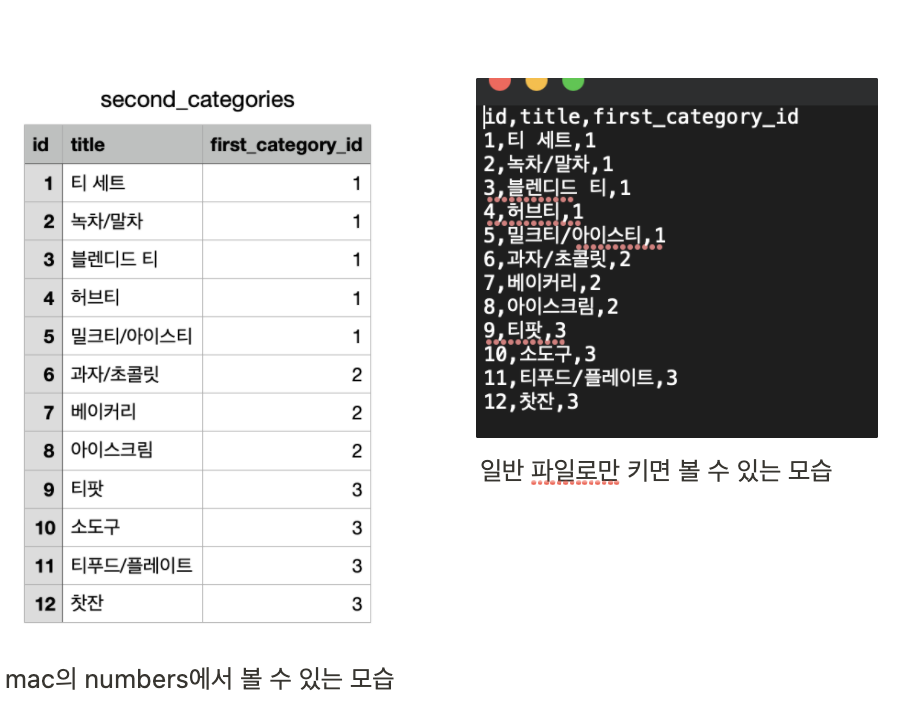 second_categories
id title first_category_id
1 티 세트 1
2 녹차/말차 1
3 블렌디드 티 1
4 허브티 1
5 밀크티/아이스티 1
6 과자/초콜릿 2
7 베이커리 2
8 아이스크림 2
9 티팟 3
10 소도구 3
11 티푸드/플레이트 3
12 찻잔 3
mac의 numbers에서 볼 수 있는 모습
id,title,first_category_id
1,티 세트,1
2,녹차/말차,1
3,블렌디드 티,1
4,허브티,1
5,밀크티/아이스티,1
6,과자/초콜릿,2
7,베이커리,2
8,아이스크림,2
9,티팟,3
10,소도구,3
11,티푸드/플레이트,3
12,찻잔,3
일반 파일로만 키면 볼 수 있는 모습